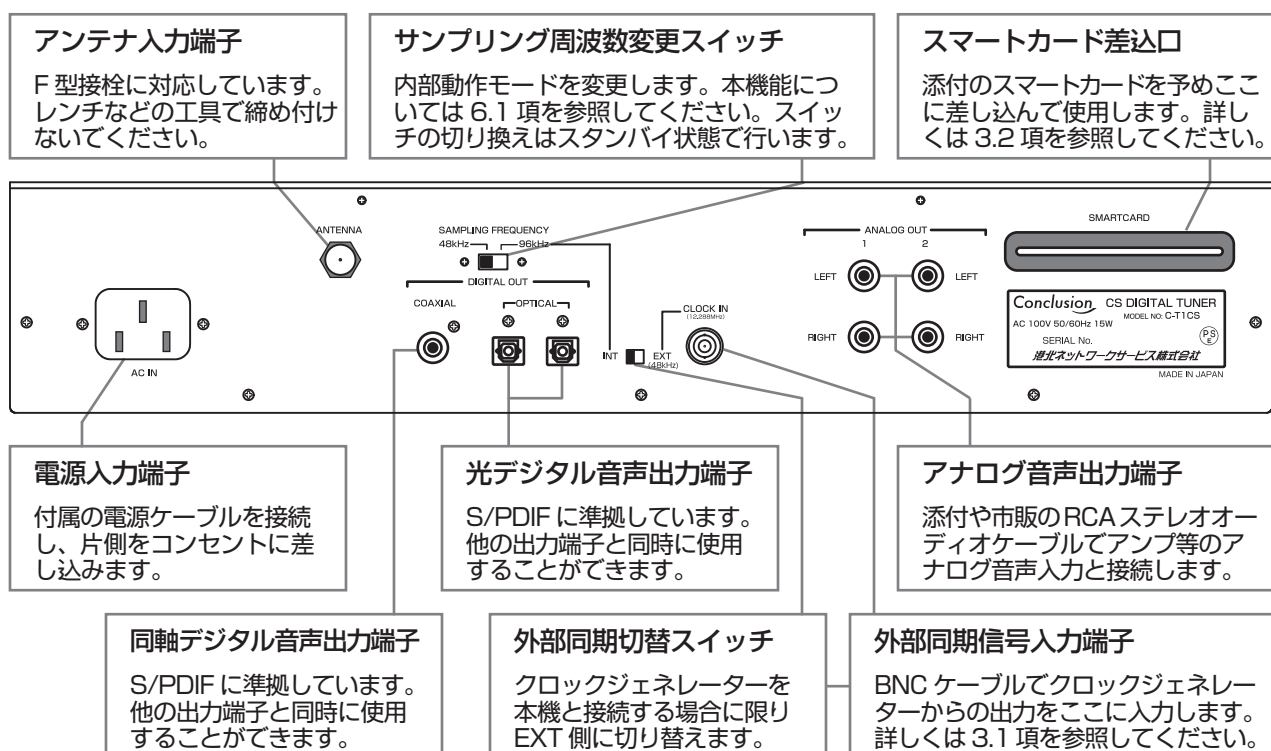 アンテナ入力端子
F 型接栓に対応しています。
レンチなどの工具で締め付け
ないでください。
サンプリング周波数変更スイッチ
内部動作モードを変更します。本機能につ
いては 6.1 項を参照してください。スイッ
チの切り換えはスタンバイ状態で行います。
スマートカード差込口
添付のスマートカードを予めここ
に差し込んで使用します。詳し
くは 3.2 項を参照してください。
ANTENNA
SAMPLING FREQUENCY
48kHz
96kHz
DIGITAL OUT
COAXIAL
OPTICAL
INT
EXT
(48kHz)
CLOCK IN
(12.288MHz)
ANALOG OUT
1
2
LEFT
LEFT
RIGHT
RIGHT
SMARTCARD
Conclusion CS DIGITAL TUNER
MODEL NO: C-T1CS
AC 100V 50/60Hz 15W
SERIAL No.
PS
E
港北ネットワークサービス株式会社
MADE IN JAPAN
AC IN
電源入力端子
付属の電源ケーブルを接続
し、片側をコンセントに差
し込みます。
光デジタル音声出力端子
S/PDIF に準拠しています。
他の出力端子と同時に使用
することができます。
アナログ音声出力端子
添付や市販のRCAステレオオー
ディオケーブルでアンプ等のア
ナログ音声入力と接続します。
同軸デジタル音声出力端子
S/PDIF に準拠しています。
他の出力端子と同時に使用
することができます。
外部同期切替スイッチ
クロックジェネレーターを
本機と接続する場合に限り
EXT 側に切り替えます。
外部同期信号入力端子
BNC ケーブルでクロックジェネレー
ターからの出力をここに入力します。
詳しくは 3.1 項を参照してください。